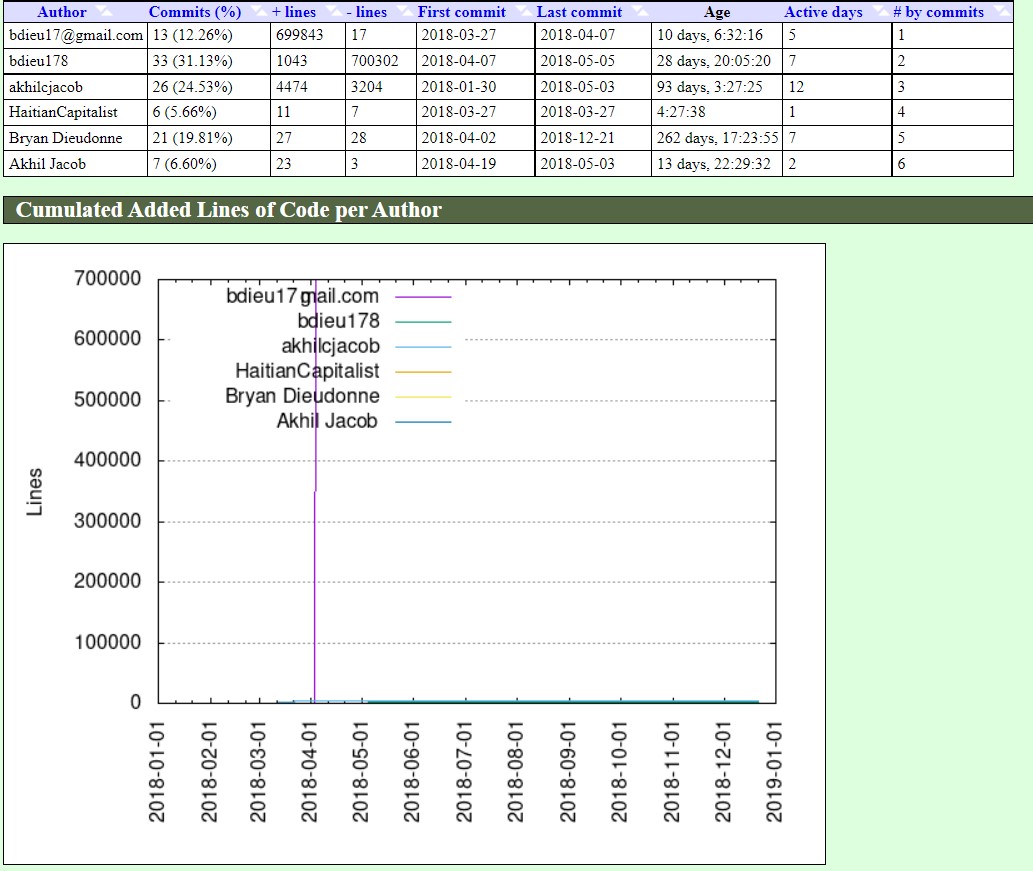 Author Commits (%) + lines - lines First commit Last commit Age Active days # by commits
bdieu17@gmail.com 13 (12.26%) 699843 17 2018-03-27 2018-04-07 10 days, 6:32:16 5 1
bdieu178 33 (31.13%) 1043 700302 2018-04-07 2018-05-05 28 days, 20:05:20 7 2
akhilcjacob 26 (24.53%) 4474 3204 2018-01-30 2018-05-03 93 days, 3:27:25 12 3
HaitianCapitalist 6 (5.66%) 11 7 2018-03-27 2018-03-27 4:27:38 1 4
Bryan Dieudonne 21 (19.81%) 27 28 2018-04-02 2018-12-21 262 days, 17:23:55 7 5
Akhil Jacob 7 (6.60%) 23 3 2018-04-19 2018-05-03 13 days, 22:29:32 2 6
Cumulated Added Lines of Code per Author
700000
600000
500000
400000
300000
200000
100000
0
Lines
bdieu17gmail.com
bdieu178
akhilcjacob
HaitianCapitalist
Bryan Dieudonne
Akhil Jacob
2018-01-01
2018-02-01
2018-03-01
2018-04-01
2018-05-01
2018-06-01
2018-07-01
2018-08-01
2018-09-01
2018-10-01
2018-11-01
2018-12-01
2019-01-01